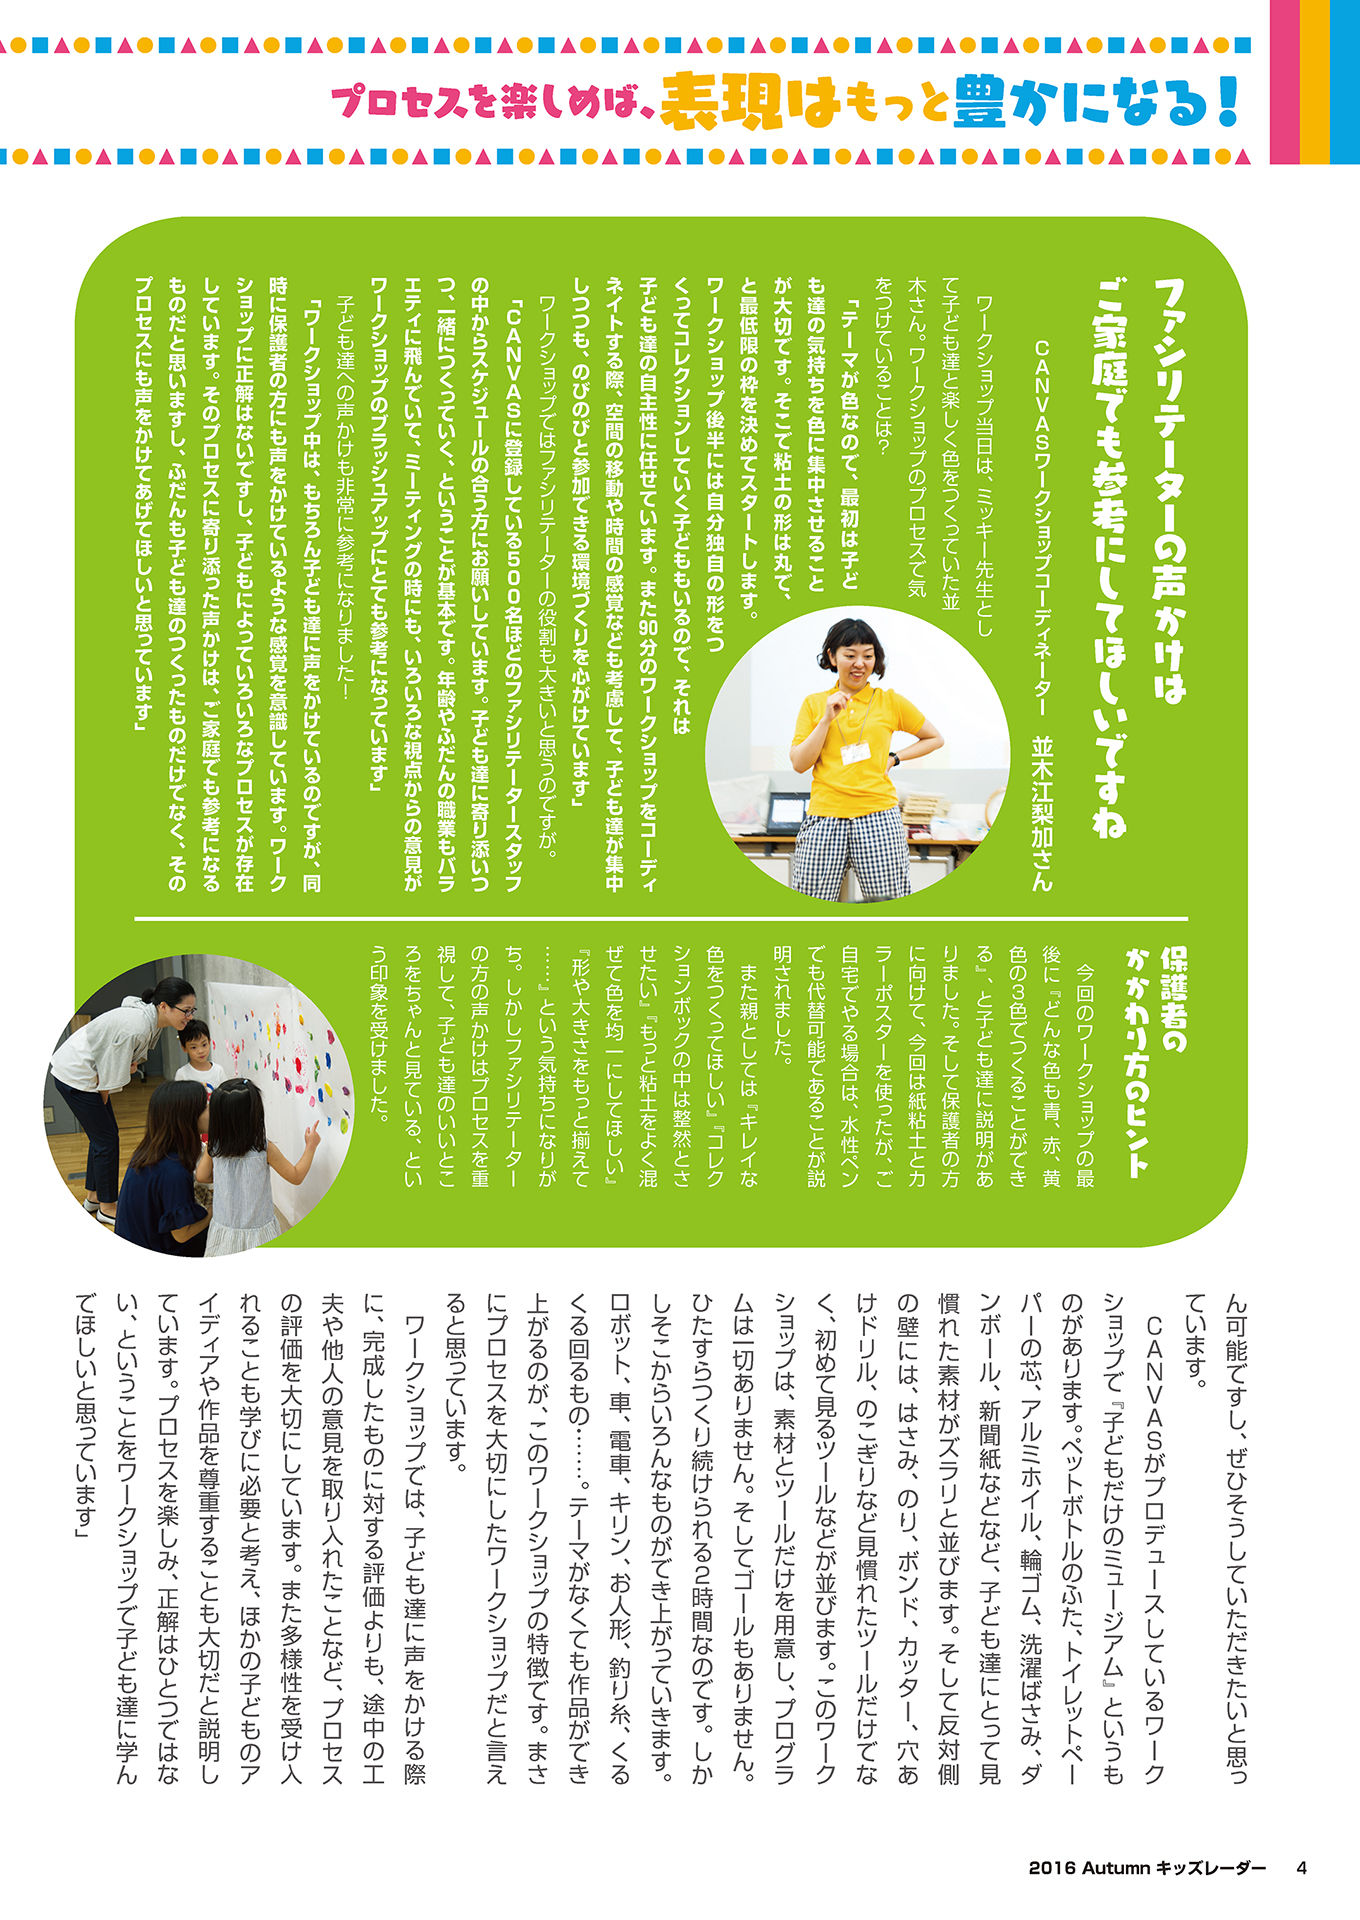 プロセスを楽しめば、表現はもっと豊かになる！
ファシリテーターの声かけは
ご家庭でも参考にしてほしいですね
CANVASワークショップコーディネーター　並木江梨加さん
ワークショップ当日は、ミッキー先生とし
て子ども達と楽しく色をつくっていた並
木さん。ワークショップのプロセスで気
をつけていることは？
「テーマが色なので、最初は子ど
も達の気持ちを色に集中させること
が大切です。そこで粘土の形は丸で、
と最低限の枠を決めてスタートします。
ワークショップ後半には自分独自の形をつ
くってコレクションしていく子どももいるので、それは
子ども達の自主性に任せています。また90分のワークショップをコーディ
ネイトする際、空間の移動や時間の感覚なども考慮して、子ども達が集中
しつつも、のびのびと参加できる環境づくりを心がけています」
ワークショップではファシリテーターの役割も大きいと思うのですが。
「CANVASに登録している500名ほどのファシリテータースタッフ
の中からスケジュールの合う方にお願いしています。子ども達に寄り添いつ
つ、一緒につくっていく、ということが基本です。年齢やふだんの職業もバラ
エティに飛んでいて、ミーティングの時にも、いろいろな視点からの意見が
ワークショップのブラッシュアップにとても参考になっています」
子ども達への声かけも非常に参考になりました！
「ワークショップ中は、もちろん子ども達に声をかけているのですが、同
時に保護者の方にも声をかけているような感覚を意識しています。ワーク
ショップに正解はないですし、子どもによっていろいろなプロセスが存在
しています。そのプロセスに寄り添った声かけは、ご家庭でも参考になる
ものだと思いますし、ふだんも子ども達のつくったものだけでなく、その
プロセスにも声をかけてあげてほしいと思っています」
保護者の
かかわり方のヒント
今回のワークショップの最
後に『どんな色も青、赤、黄
色の3色でつくることができ
る』、と子ども達に説明があ
りました。そして保護者の方
に向けて、今回は紙粘土とカ
ラーポスターを使ったが、ご
自宅でやる場合は、水性ペン
でも代替可能であることが説
明されました。
また親としては『キレイな
色をつくってほしい』『コレク
ションボックの中は整然とさ
せたい』『もっと粘土をよく混
ぜて色を均一にしてほしい』
『形や大きさをもっと揃えて
……』という気持ちになりが
ち。しかしファシリテーター
の方の声かけはプロセスを重
視して、子ども達のいいとこ
ろをちゃんと見ている、とい
う印象を受けました。
ん可能ですし、ぜひそうしていただきたいと思っ
ています。
CANVASがプロデュースしているワーク
ショップで『子どもだけのミュージアム』というも
のがあります。ペットボトルのふた、トイレットペー
パーの芯、アルミホイル、輪ゴム、洗濯ばさみ、ダ
ンボール、新聞紙などなど、子ども達にとって見
慣れた素材がズラリと並びます。そして反対側
の壁には、はさみ、のり、ボンド、カッター、穴あ
けドリル、のこぎりなど見慣れたツールだけでな
く、初めて見るツールなどが並びます。このワーク
ショップは、素材とツールだけを用意し、プログラ
ムは一切ありません。そしてゴールもありません。
ひたすらつくり続けられる2時間なのです。しか
しそこからいろんなものができ上がっていきます。
ロボット、車、電車、キリン、お人形、釣り糸、くる
くる回るもの……。テーマがなくても作品ができ
上がるのが、このワークショップの特徴です。まさ
にプロセスを大切にしたワークショップだと言え
ると思っています。
ワークショップでは、子ども達に声をかける際
に、完成したものに対する評価よりも、途中の工
夫や他人の意見を取り入れたことなど、プロセス
の評価を大切にしています。また多様性を受け入
れることも学びに必要と考え、ほかの子どものア
イディアや作品を尊重することも大切だと説明し
ています。プロセスを楽しみ、正解はひとつではな
い、ということをワークショップで子ども達に学ん
でほしいと思っています」
2016 Autumn キッズレーダー　4